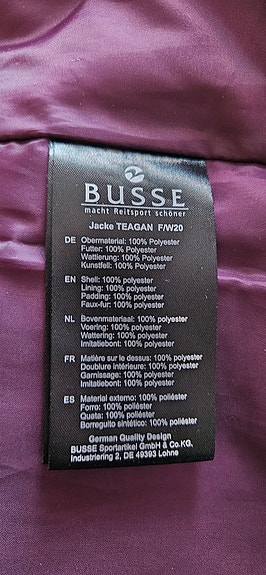 BUSSE
macht Reitsport schöner
Jacke TEAGAN F/W20
DE Obermaterial: 100% Polyester
Futter: 100% Polyester
Wattierung: 100% Polyester
Kunstfell: 100% Polyester
EN Shell: 100% polyester
Lining: 100% polyester
Padding: 100% polyester
Faux-fur: 100% polyester
NL Bovenmateriaal: 100% polyester
Voering: 100% polyester
Wattering: 100% polyester
Imitatiebont: 100% polyester
FR Matière sur le dessus: 100% polyester
Doublure intérieure: 100% polyester
Garnissage: 100% polyester
Imitatiebont: 100% polyester
ES Material externo: 100% poliéster
Forro: 100% poliéster
Quata: 100% poliéster
Borreguito sintético: 100% poliéster
German Quality Design
BUSSE Sportartikel GmbH & Co.KG,
Industriering 2, DE 49393 Lohne